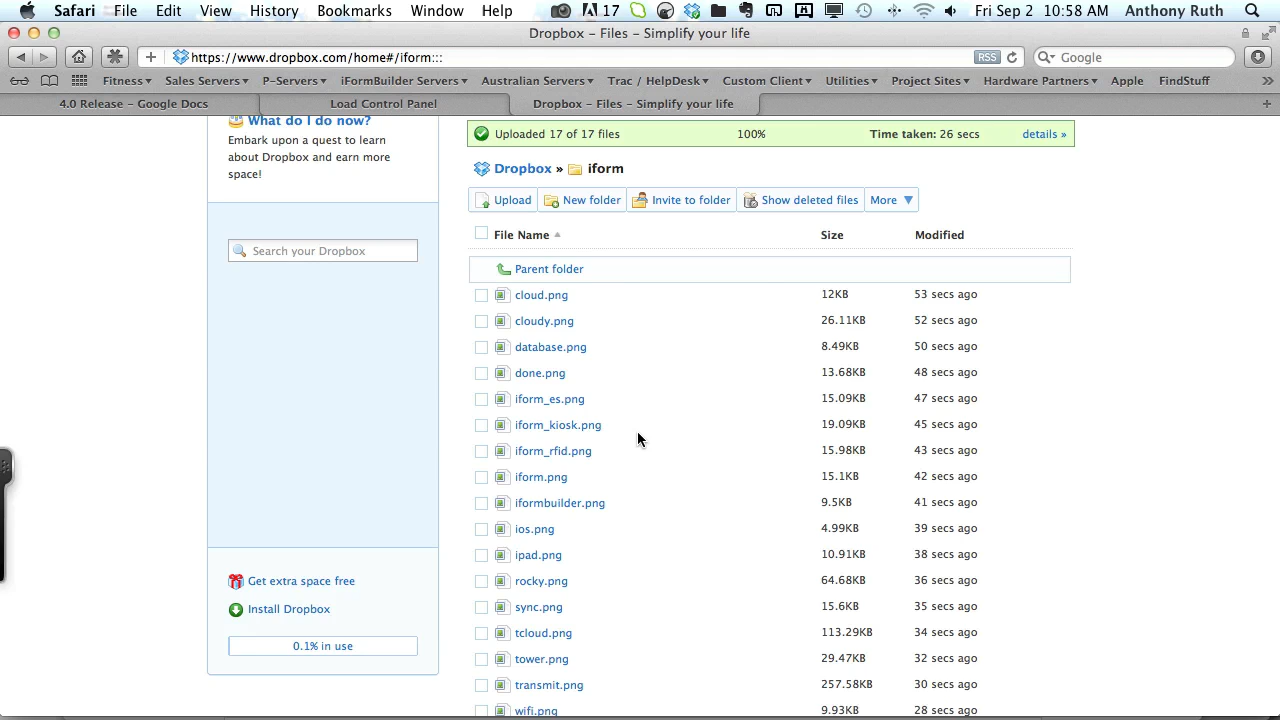 Safari File Edit View History Bookmarks Window Help 17 Fri Sep 2 10:58 AM Anthony Ruth
Dropbox – Files – Simplify your life
https://www.dropbox.com/home#/iform::: RSS Google
Fitness Sales Servers P-Servers iFormBuilder Servers Australian Servers Trac / HelpDesk Custom Client Utilities Project Sites Hardware Partners Apple FindStuff
4.0 Release – Google Docs Load Control Panel Dropbox – Files – Simplify your life
What do I do now?
Embark upon a quest to learn
about Dropbox and earn more
space!
Search your Dropbox
Get extra space free
Install Dropbox
0.1% in use
Uploaded 17 of 17 files 100% Time taken: 26 secs details »
Dropbox » iform
Upload New folder Invite to folder Show deleted files More
File Name Size Modified
Parent folder
cloud.png 12KB 53 secs ago
cloudy.png 26.11KB 52 secs ago
database.png 8.49KB 50 secs ago
done.png 13.68KB 48 secs ago
iform_es.png 15.09KB 47 secs ago
iform_kiosk.png 19.09KB 45 secs ago
iform_rfid.png 15.98KB 43 secs ago
iform.png 15.1KB 42 secs ago
iformbuilder.png 9.5KB 41 secs ago
ios.png 4.99KB 39 secs ago
ipad.png 10.91KB 38 secs ago
rocky.png 64.68KB 36 secs ago
sync.png 15.6KB 35 secs ago
tcloud.png 113.29KB 34 secs ago
tower.png 29.47KB 32 secs ago
transmit.png 257.58KB 30 secs ago
wifi.png 9.93KB 28 secs ago